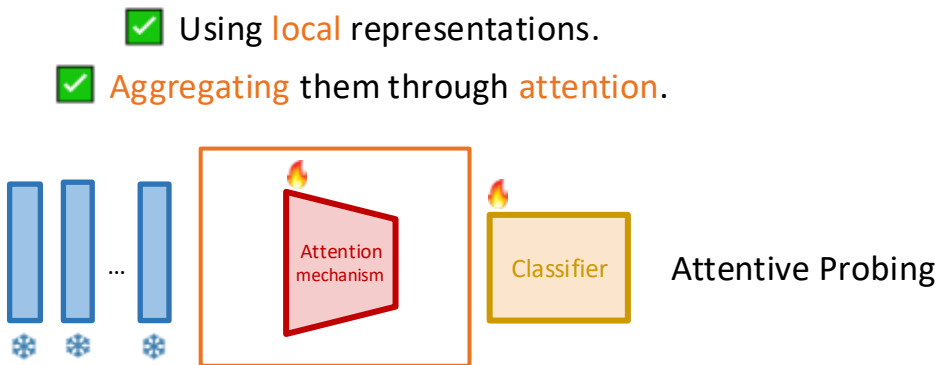 Using local representations.
Aggregating them through attention.
...
Attention
mechanism
Classifier
Attentive Probing